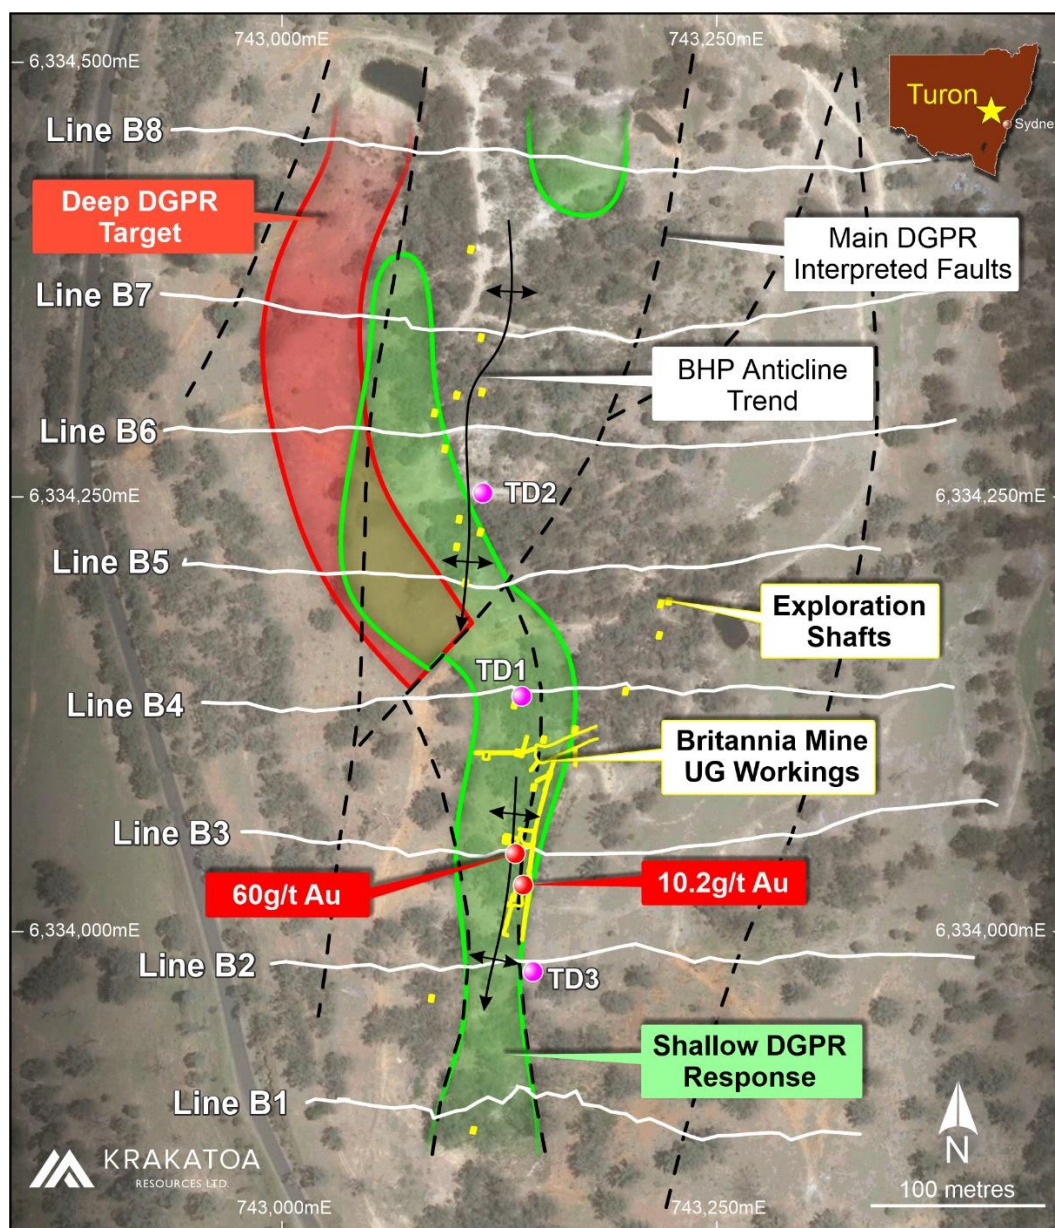 743,000mE
743,250mE
6,334,500mE
Turon
Sydne
Line B8
Deep DGPR
Target
Main DGPR
Interpreted Faults
Line B7
BHP Anticline
Trend
Line B6
6,334,250mE
TD2
6,334,250mE
Line B5
Exploration
Shafts
TD1
Line B4
Britannia Mine
UG Workings
Line B3
60g/t Au
10.2g/t Au
6,334,000mE
6,334,000mE
Line B2
TD3
Shallow DGPR
Response
Line B1
KRAKATOA
RESOURCES LTD.
N
100 metres
743,000mE
743,250mE